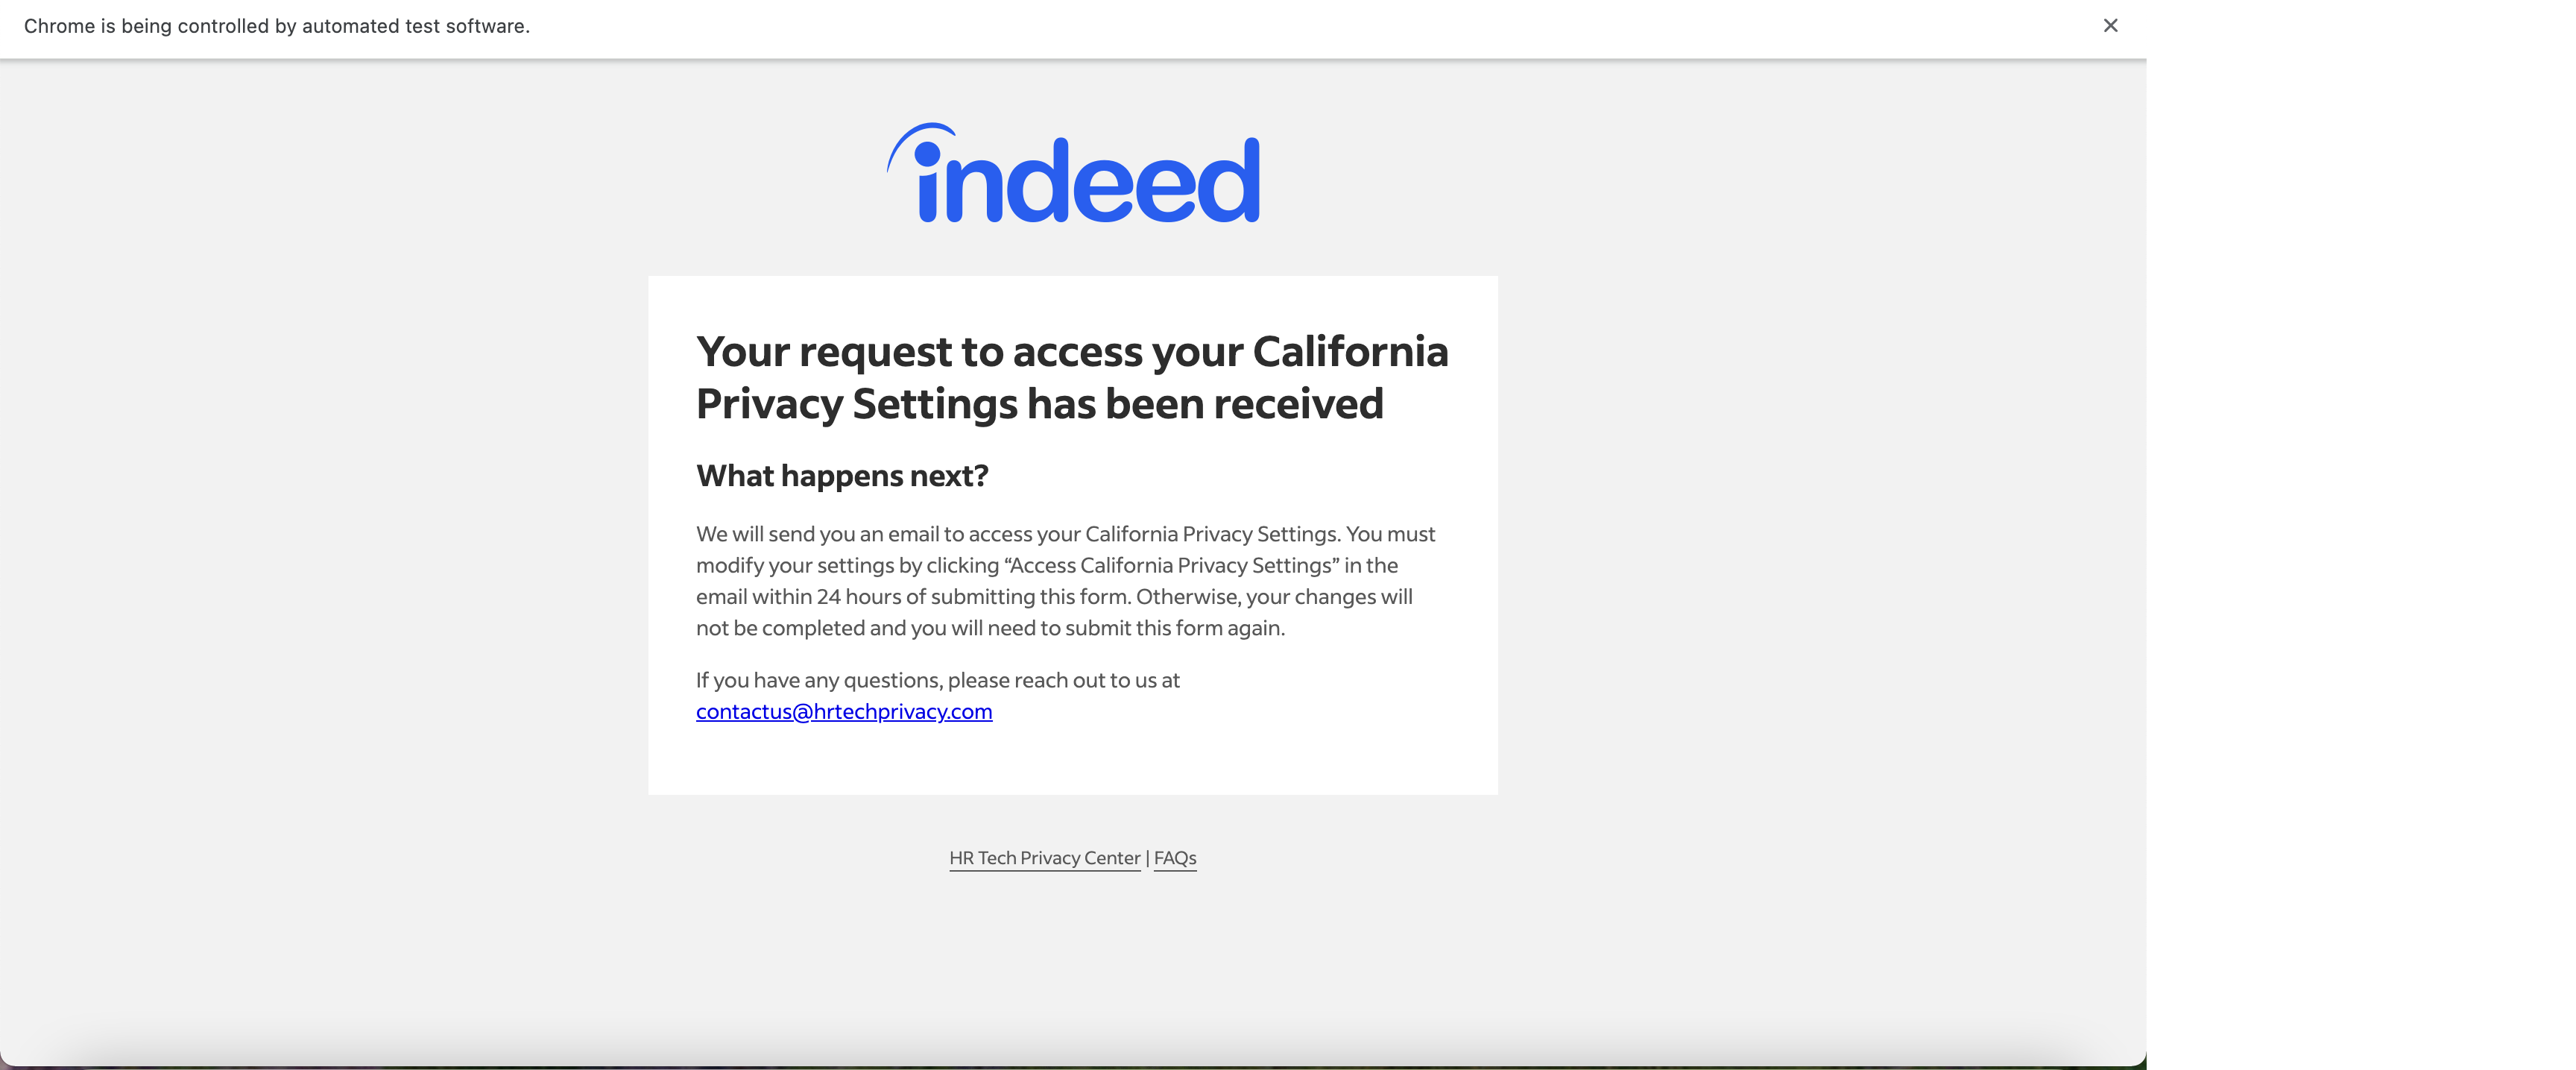 Chrome is being controlled by automated test software.
indeed
Your request to access your California
Privacy Settings has been received
What happens next?
We will send you an email to access your California Privacy Settings. You must
modify your settings by clicking “Access California Privacy Settings” in the
email within 24 hours of submitting this form. Otherwise, your changes will
not be completed and you will need to submit this form again.
If you have any questions, please reach out to us at
contactus@hrtechprivacy.com
HR Tech Privacy Center | FAQs